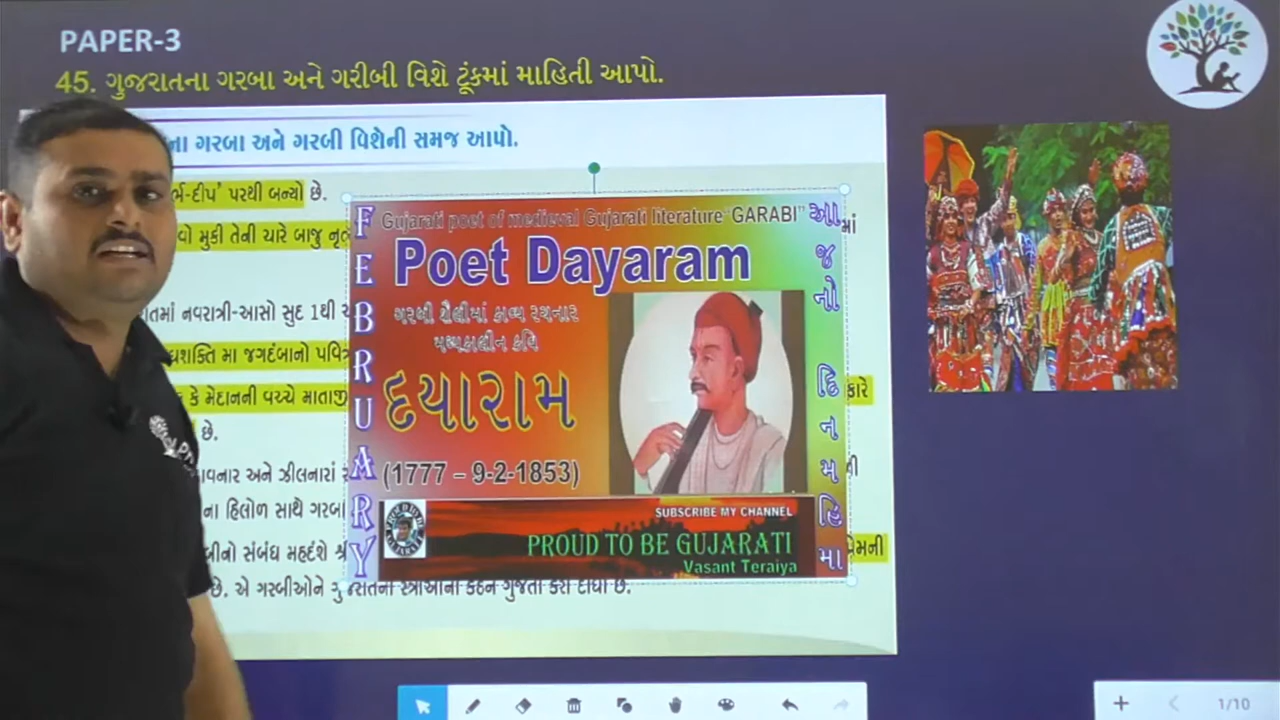 PAPER-3
45. ગુજરાતના ગરબા અને ગરીબી વિશે ટૂંકમાં માહિતી આપો.
ના ગરબા અને ગરબી વિશેની સમજ આપો.
ર્ભ-દીપ’ પરથી બન્યો છે.
વો મુકી તેની ચારે બાજુ નૃત
માં
તમાં નવરાત્રી-આસો સુદ 1થી
દ્યશક્તિ મા જગદંબાનો પવિત્ર
કે મેદાનની વચ્ચે માતાજી
કારે
છે.
ાવનાર અને ઝીલનારાં
ની
ના હિલોળ સાથે ગરબા
બીનો સંબંધ મહદંશે શ્રી
પ્રેમની
છે. એ ગરબીઓને ગુજરાતની સ્ત્રીઓના કંઠને ગુંજતા કરી દીધા છે.
FEBRUARY
Gujarati poet of medieval Gujarati literature "GARABI"
Poet Dayaram
ગરબી શૈલીમાં કાવ્ય રચનાર
મધ્યકાલીન કવિ
દયારામ
(1777 – 9-2-1853)
SUBSCRIBE MY CHANNEL
PROUD TO BE GUJARATI
Vasant Teraiya
આજનો દિનમહિમા
1/10